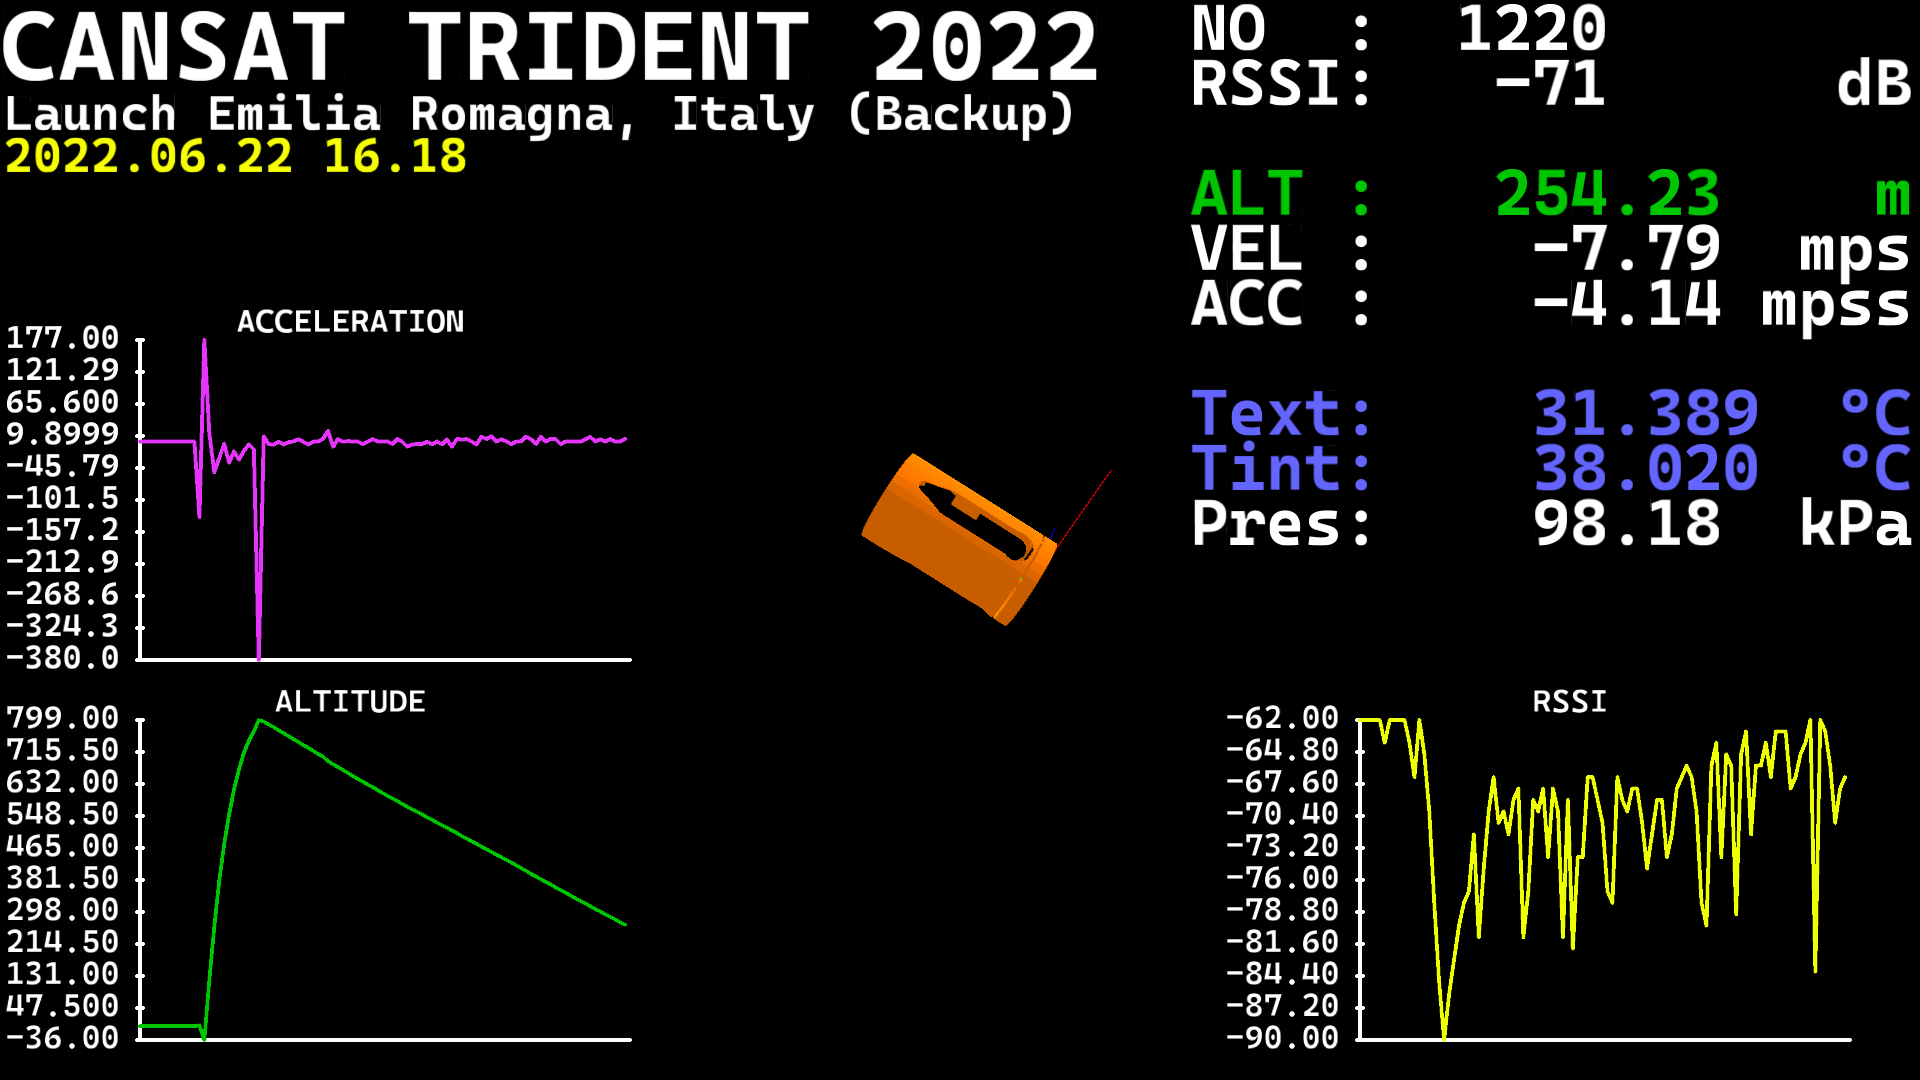 CANSAT TRIDENT 2022
Launch Emilia Romagna, Italy (Backup)
2022.06.22 16.18
NO : 1220
RSSI: -71 dB
ALT : 254.23 m
VEL : -7.79 mps
ACC : -4.14 mpss
Text: 31.389 °C
Tint: 38.020 °C
Pres: 98.18 kPa
ACCELERATION
177.00
121.29
65.600
9.8999
-45.79
-101.5
-157.2
-212.9
-268.6
-324.3
-380.0
ALTITUDE
799.00
715.50
632.00
548.50
465.00
381.50
298.00
214.50
131.00
47.500
-36.00
RSSI
-62.00
-64.80
-67.60
-70.40
-73.20
-76.00
-78.80
-81.60
-84.40
-87.20
-90.00